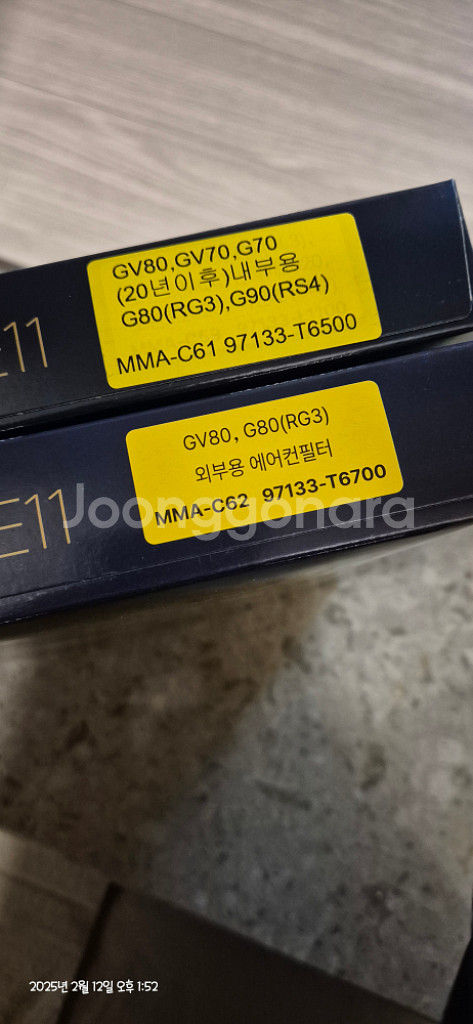 GV80,GV70,G70
(20년이후)내부용
G80(RG3),G90(RS4)
MMA-C61 97133-T6500
E11
GV80, G80(RG3)
외부용 에어컨필터
MMA-C62 97133-T6700
E11
Joonggonara
2025년 2월 12일 오후 1:52